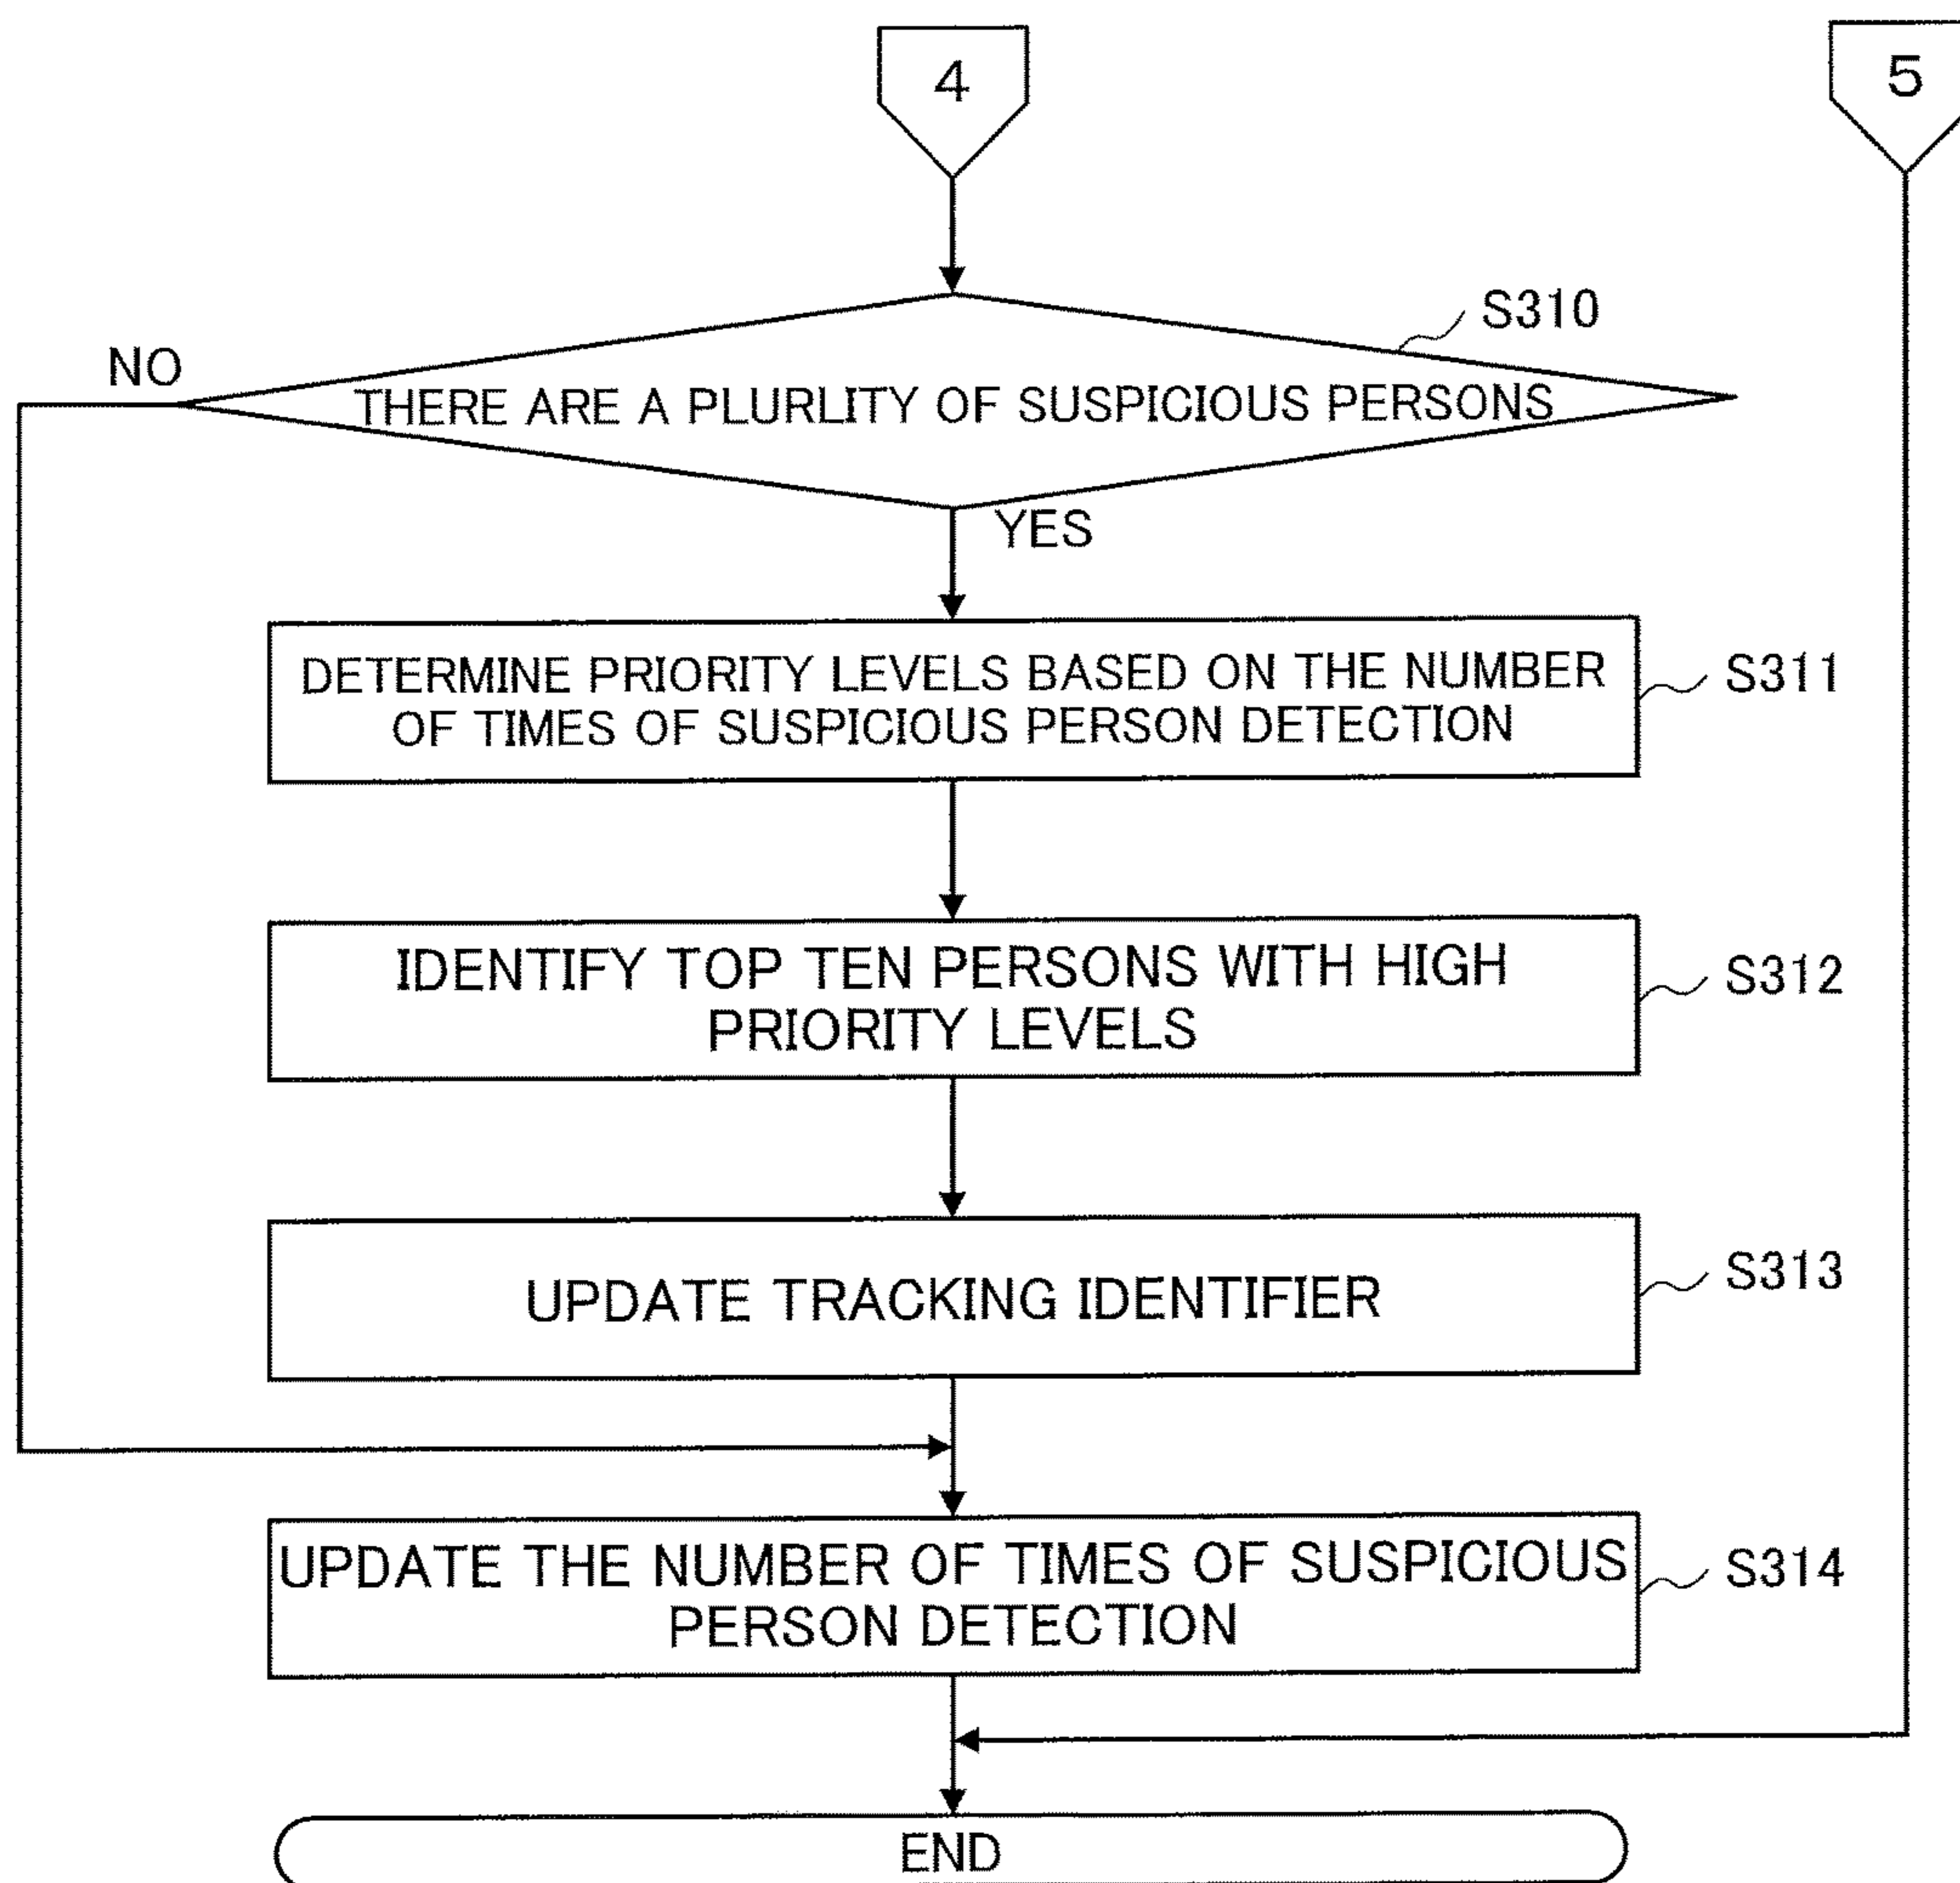 4
5
S310
NO
THERE ARE A PLURLITY OF SUSPICIOUS PERSONS
YES
DETERMINE PRIORITY LEVELS BASED ON THE NUMBER
OF TIMES OF SUSPICIOUS PERSON DETECTION
S311
IDENTIFY TOP TEN PERSONS WITH HIGH
PRIORITY LEVELS
S312
UPDATE TRACKING IDENTIFIER
S313
UPDATE THE NUMBER OF TIMES OF SUSPICIOUS
PERSON DETECTION
S314
END